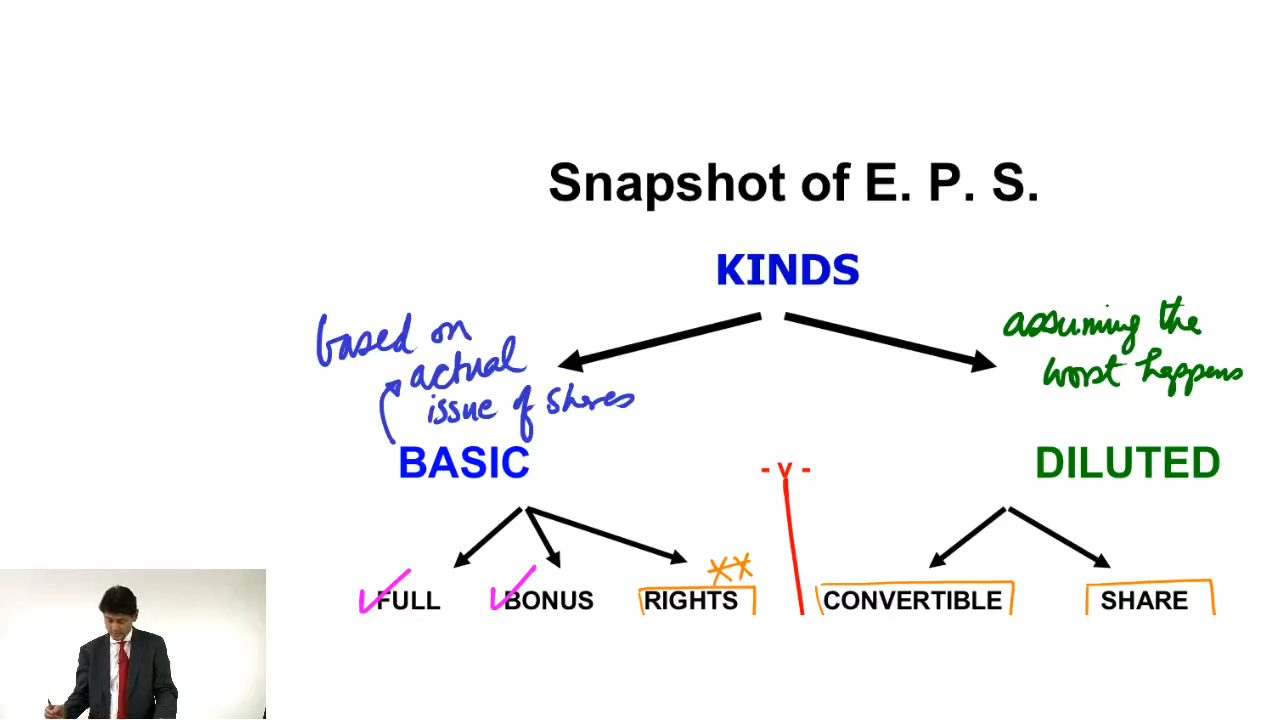 Snapshot of E. P. S.
KINDS
based on
actual
issue of shares
assuming the
worst happens
BASIC
- v -
DILUTED
**
FULL BONUS RIGHTS CONVERTIBLE SHARE